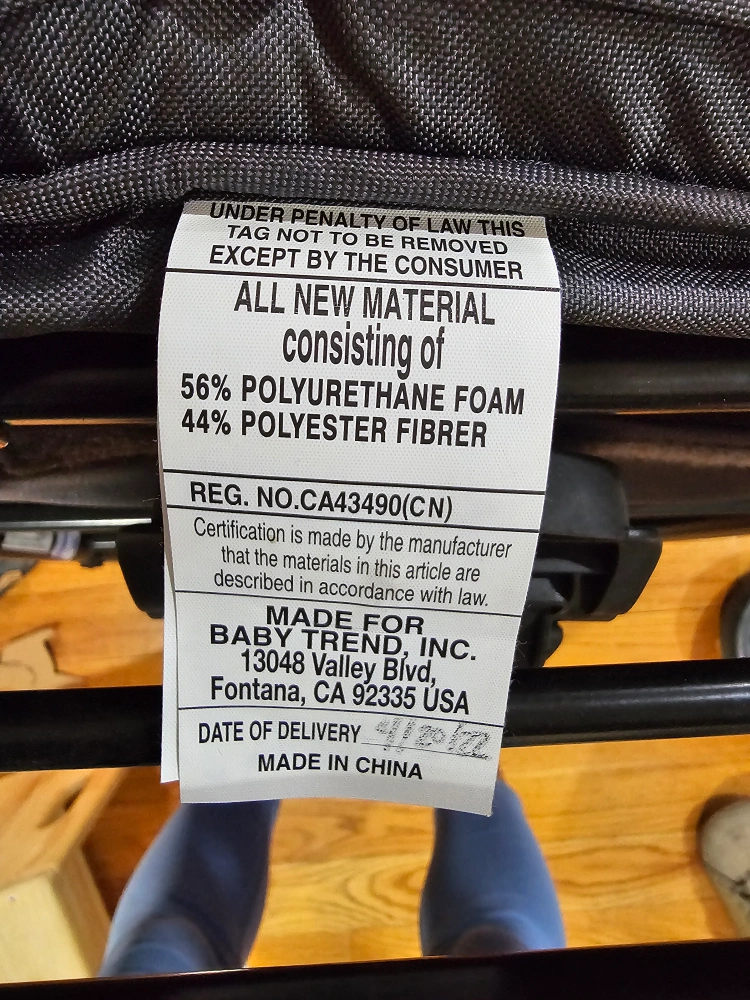 UNDER PENALTY OF LAW THIS
TAG NOT TO BE REMOVED
EXCEPT BY THE CONSUMER
ALL NEW MATERIAL
consisting of
56% POLYURETHANE FOAM
44% POLYESTER FIBRER
REG. NO.CA43490(CN)
Certification is made by the manufacturer
that the materials in this article are
described in accordance with law.
MADE FOR
BABY TREND, INC.
13048 Valley Blvd,
Fontana, CA 92335 USA
DATE OF DELIVERY 4/20/22
MADE IN CHINA